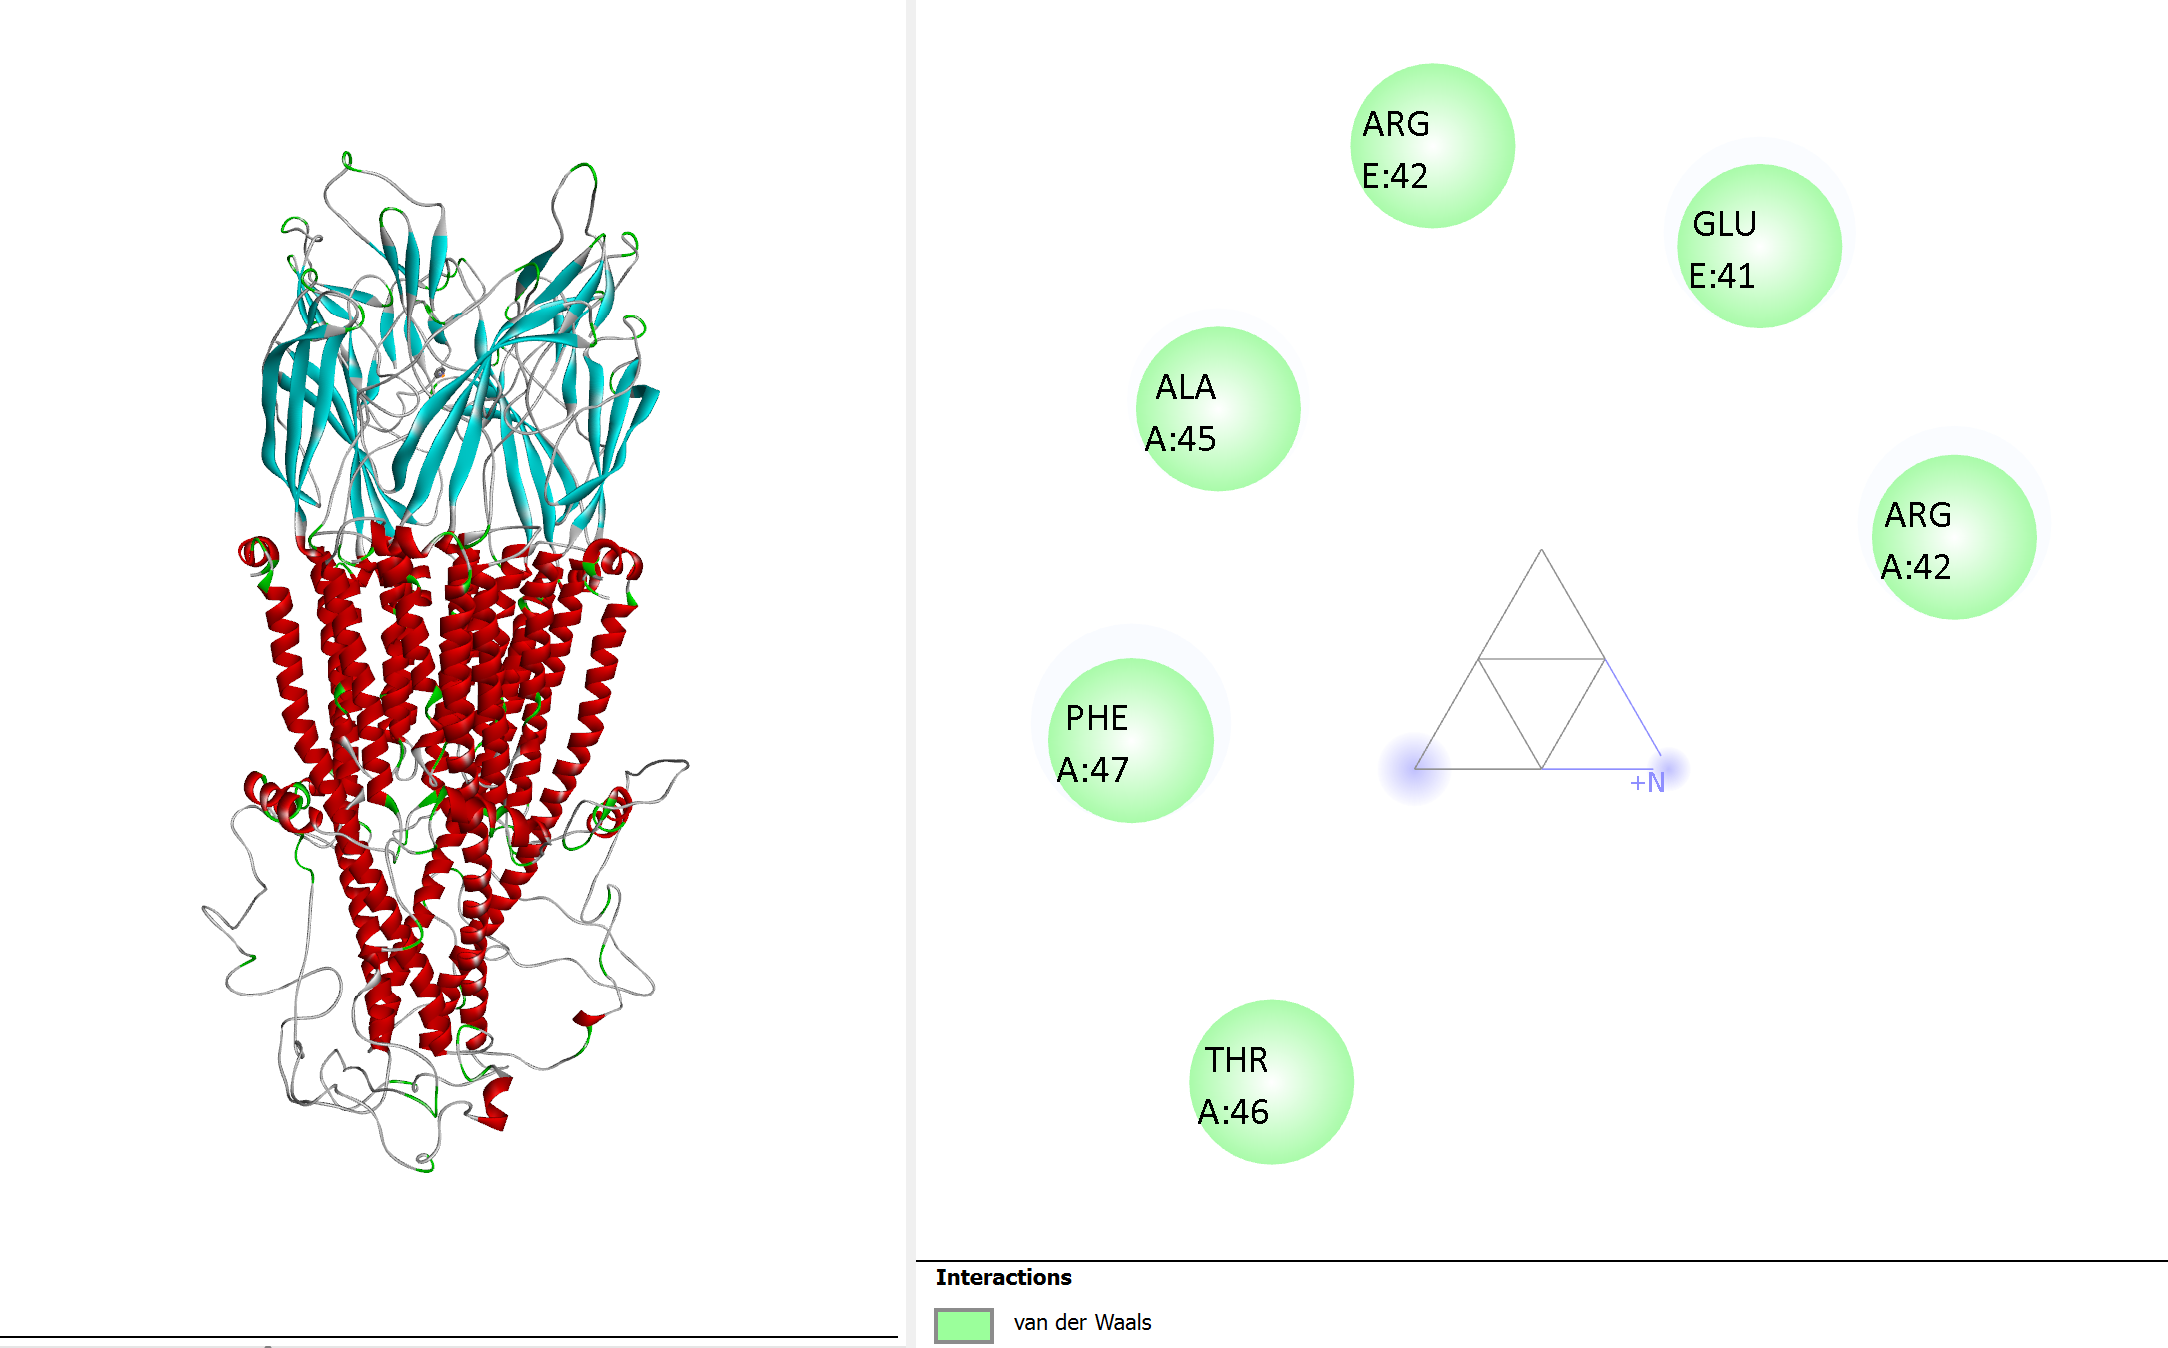 ARG
E:42
GLU
E:41
ALA
A:45
ARG
A:42
PHE
A:47
+N
THR
A:46
Interactions
van der Waals